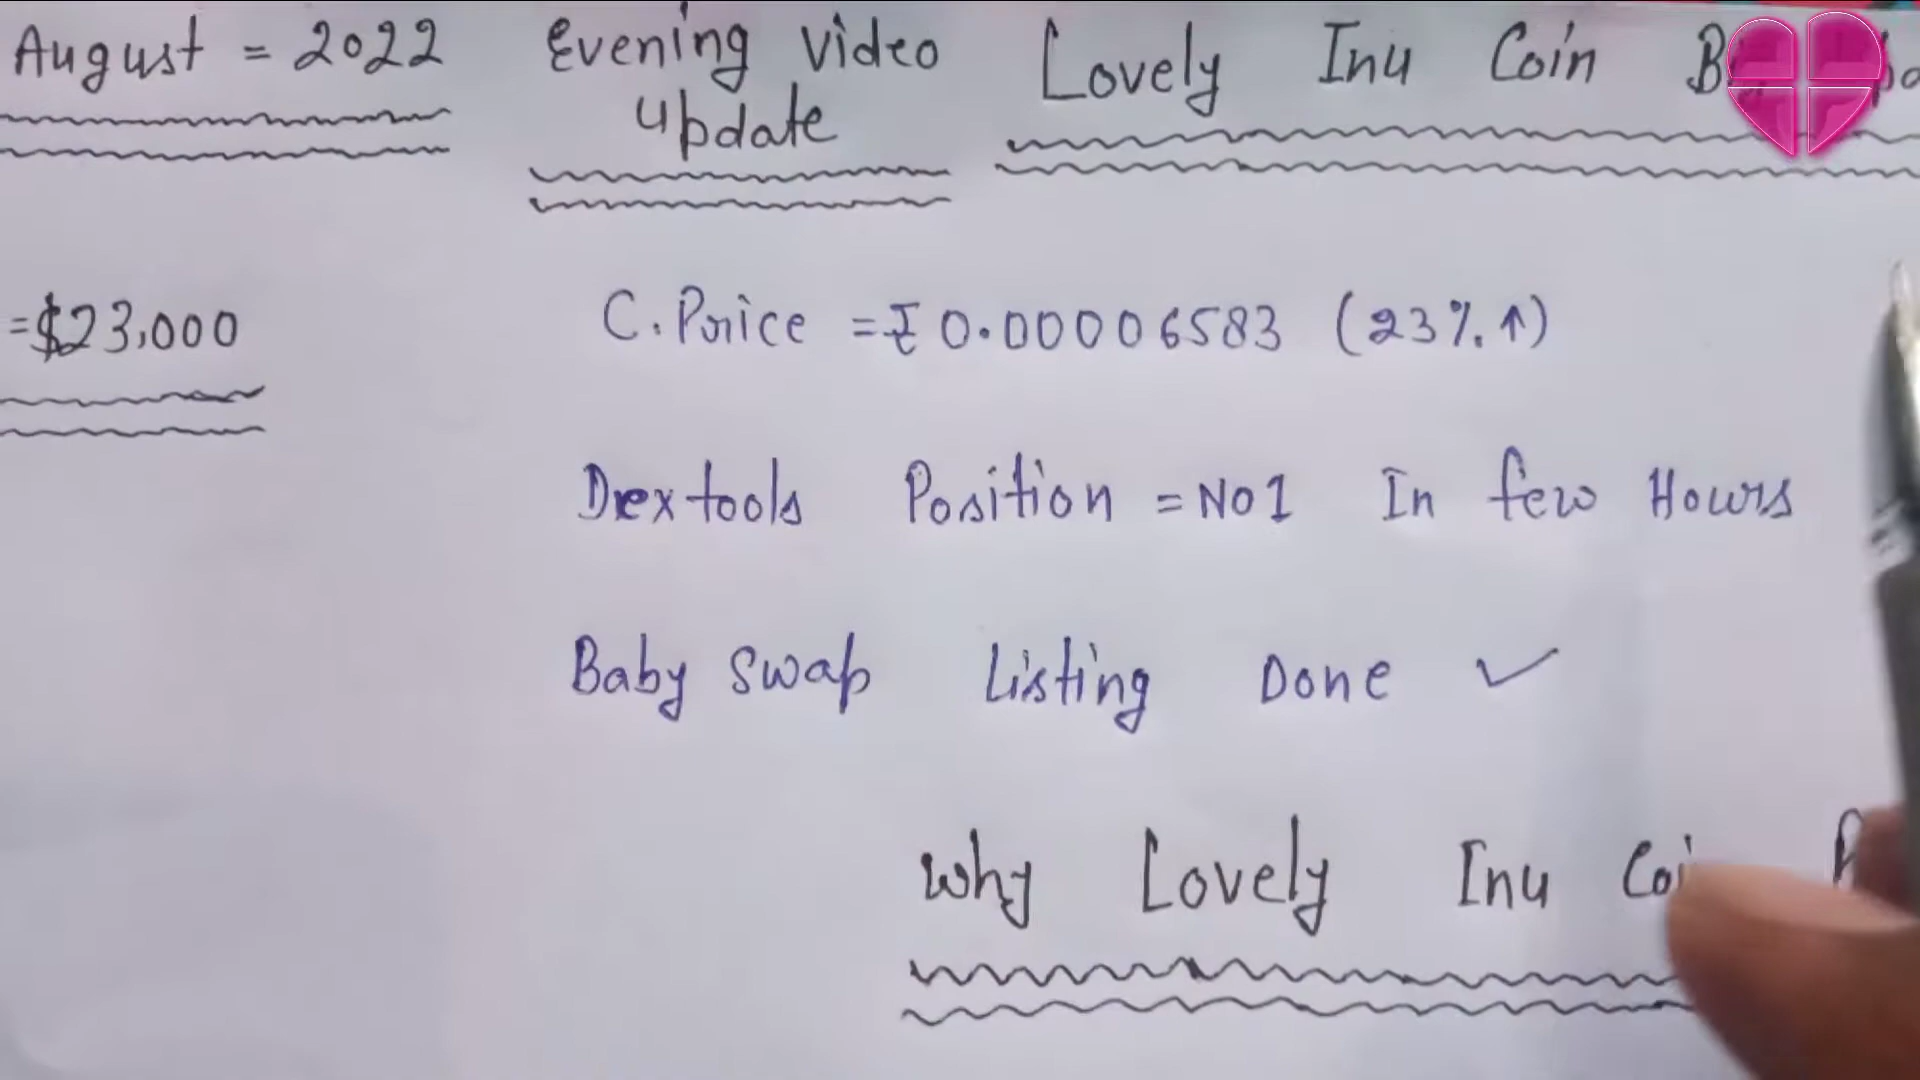 August = 2022 Evening Video Update Lovely Inu Coin
= $23,000
C. Price = ₹ 0.00006583 (23% ↑)
Dextools Position = NO1 In few Hours
Baby Swap Listing Done ✓
Why Lovely Inu